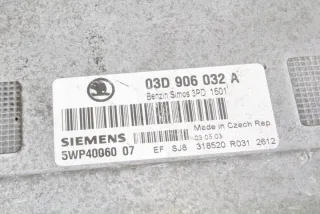 03D 906 032 A
Benzin Simos 3PD 1501
SIEMENS
Made in Czech Rep.
09.05.03
5WP40060 07
EF SJ8 318520 R031 2612